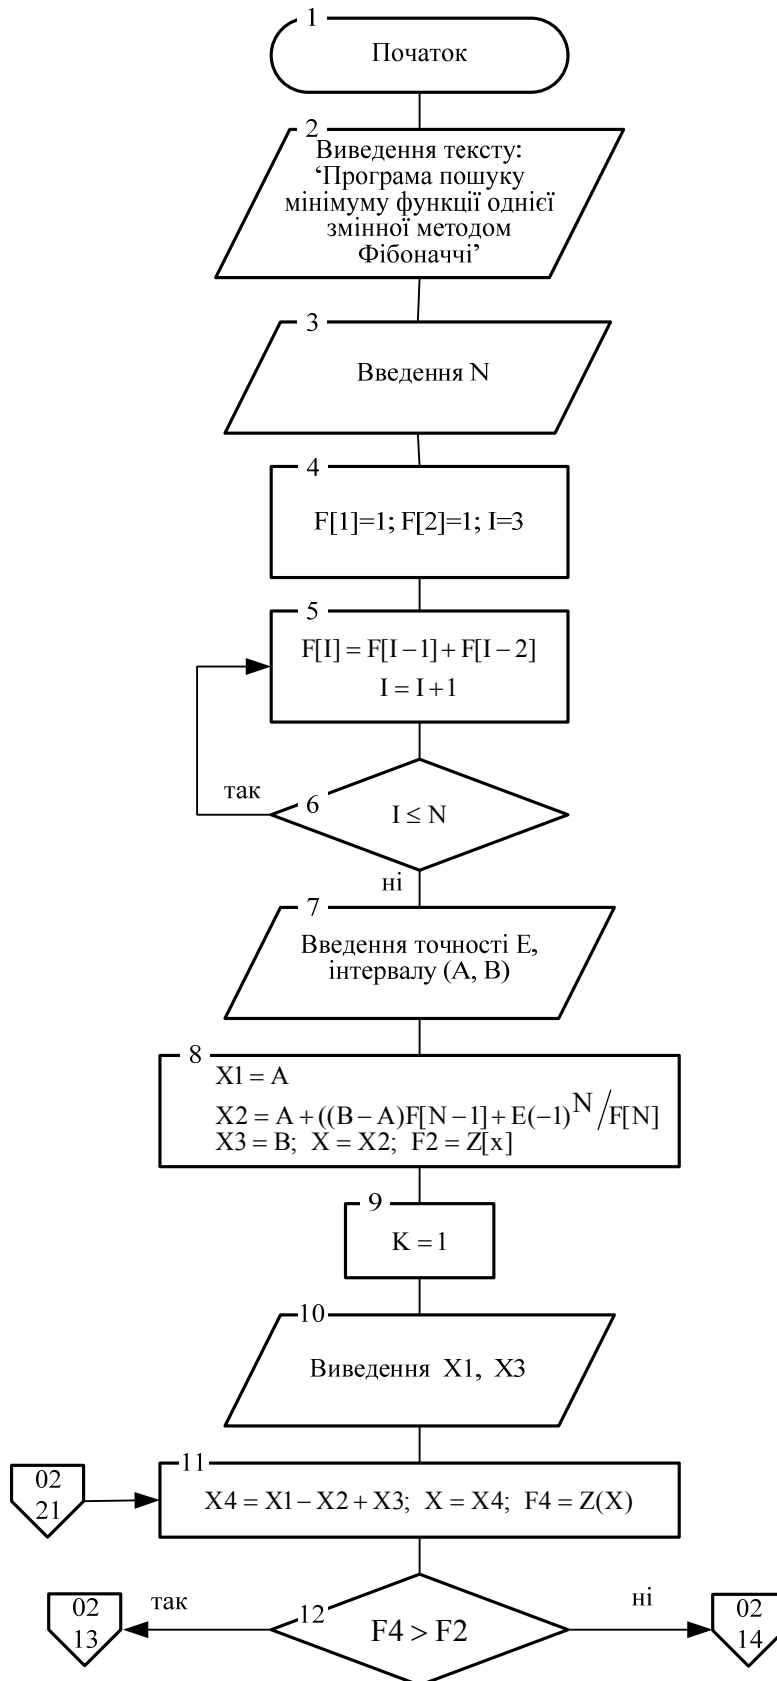 1
Початок
2
Виведення тексту:
‘Програма пошуку
мінімуму функції однієї
змінної методом
Фібоначчі’
3
Введення N
4
F[1]=1; F[2]=1; I=3
5
F[I] = F[I−1] + F[I−2]
I = I+1
так
6
I ≤ N
ні
7
Введення точності E,
інтервалу (A, B)
8
X1 = A
X2 = A + ((B−A)F[N−1] + E(−1)^N/F[N]
X3 = B; X = X2; F2 = Z[x]
9
K = 1
10
Виведення X1, X3
11
02
21
X4 = X1 − X2 + X3; X = X4; F4 = Z(X)
02
13
так
12
F4 > F2
ні
02
14